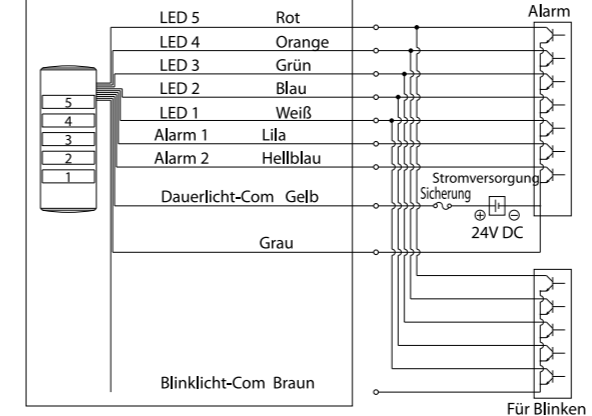 Alarm
LED 5 Rot
LED 4 Orange
LED 3 Grün
LED 2 Blau
LED 1 Weiß
Alarm 1 Lila
Alarm 2 Hellblau
5
4
3
2
1
Stromversorgung
Sicherung
Dauerlicht-Com Gelb
⊕ ⊖
24V DC
Grau
Blinklicht-Com Braun
Für Blinken